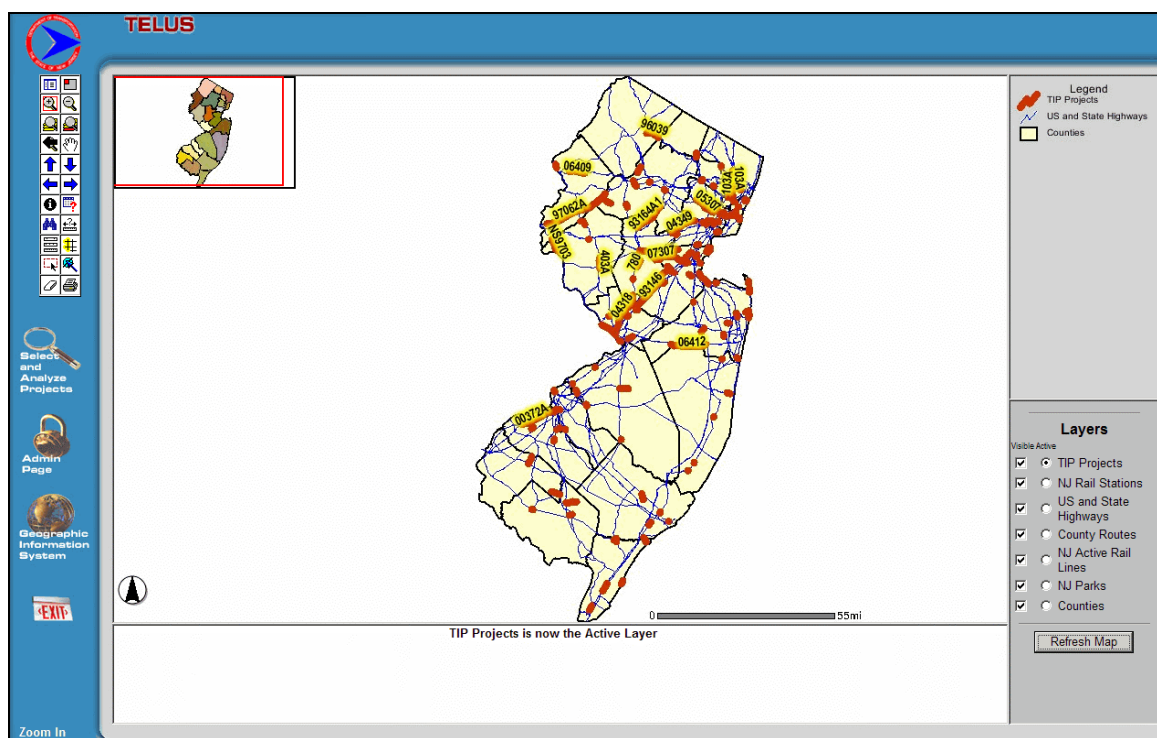 TELUS
Legend
TIP Projects
US and State Highways
Counties
96039
06409
103A
A101
05307
97062A
93164A1
04349
NS9703
403A
780
07307
93146
04318
06412
00372A
0
55mi
Select
and
Analyze
Projects
Admin
Page
Geographic
Information
System
EXIT
Zoom In
Layers
Visible Active
TIP Projects
NJ Rail Stations
US and State
Highways
County Routes
NJ Active Rail
Lines
NJ Parks
Counties
Refresh Map
TIP Projects is now the Active Layer